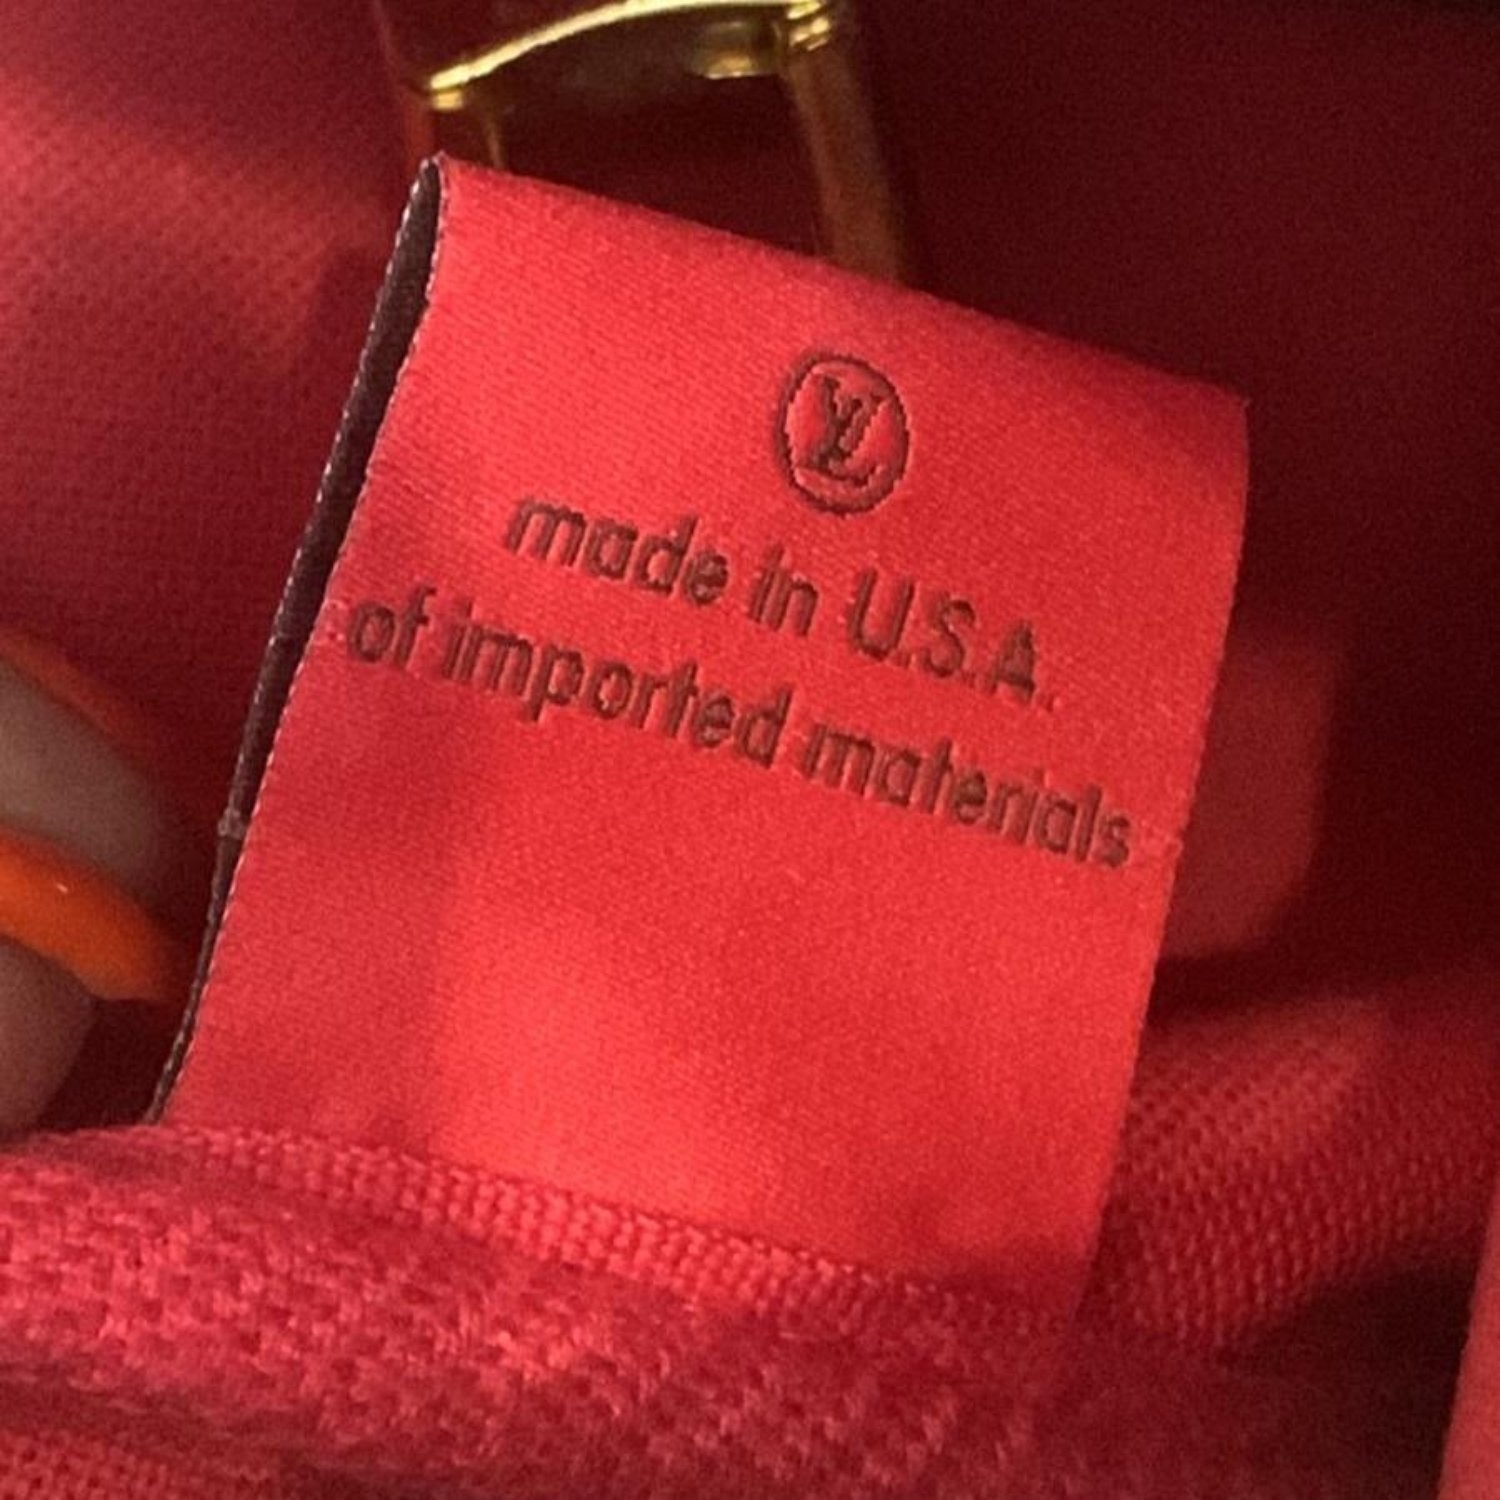 LV
made in U.S.A.
of imported materials